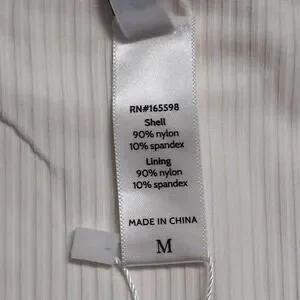 RN#165598
Shell
90% nylon
10% spandex
Lining
90% nylon
10% spandex
MADE IN CHINA
M